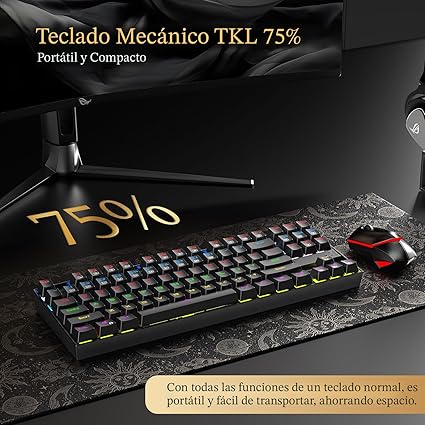 Teclado Mecánico TKL 75%
Portátil y Compacto
75%
Con todas las funciones de un teclado normal, es
portátil y fácil de transportar, ahorrando espacio.